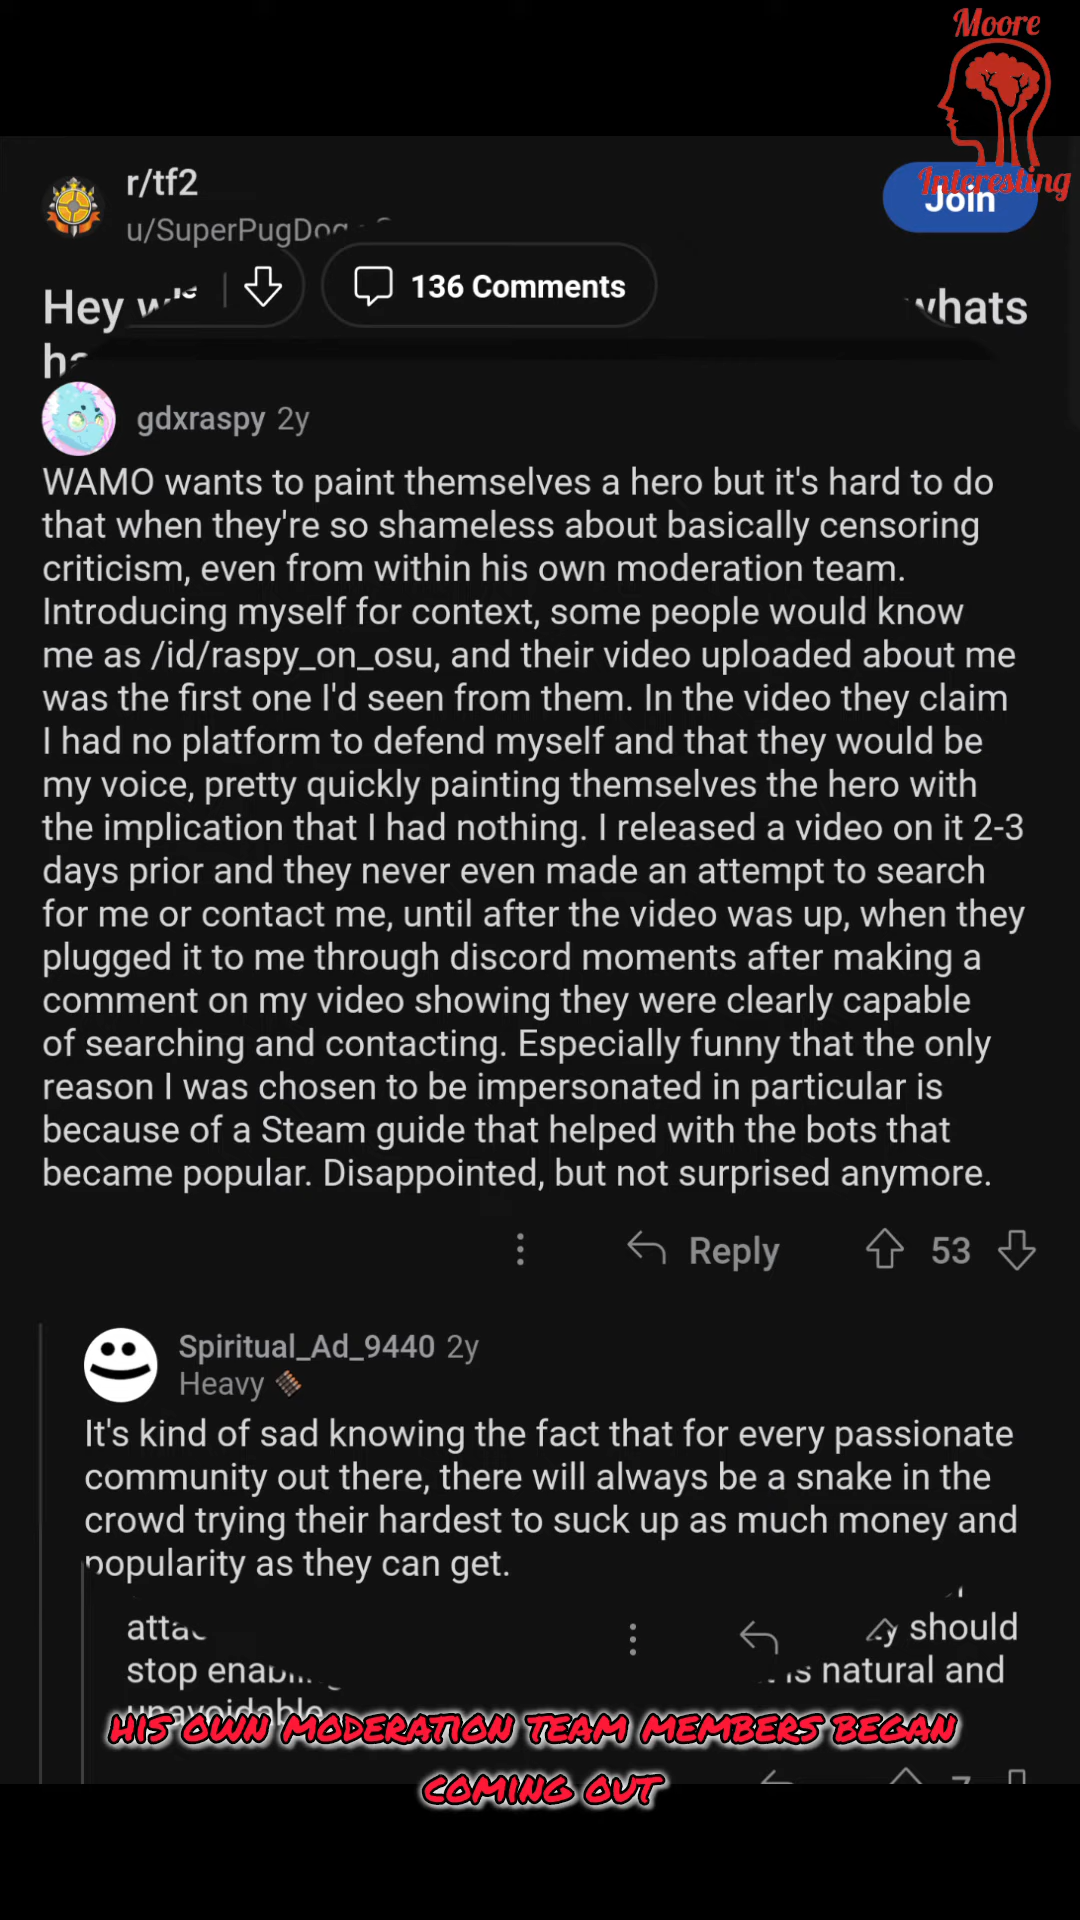 Moore
Interesting
r/tf2
u/SuperPugDog
Join
136 Comments
Hey
whats
gdxraspy 2y
WAMO wants to paint themselves a hero but it's hard to do
that when they're so shameless about basically censoring
criticism, even from within his own moderation team.
Introducing myself for context, some people would know
me as /id/raspy_on_osu, and their video uploaded about me
was the first one I'd seen from them. In the video they claim
I had no platform to defend myself and that they would be
my voice, pretty quickly painting themselves the hero with
the implication that I had nothing. I released a video on it 2-3
days prior and they never even made an attempt to search
for me or contact me, until after the video was up, when they
plugged it to me through discord moments after making a
comment on my video showing they were clearly capable
of searching and contacting. Especially funny that the only
reason I was chosen to be impersonated in particular is
because of a Steam guide that helped with the bots that
became popular. Disappointed, but not surprised anymore.
Reply 53
Spiritual_Ad_9440 2y
Heavy
It's kind of sad knowing the fact that for every passionate
community out there, there will always be a snake in the
crowd trying their hardest to suck up as much money and
popularity as they can get.
should
stop is natural and
unavoidable
HIS OWN MODERATION TEAM MEMBERS BEGAN
COMING OUT